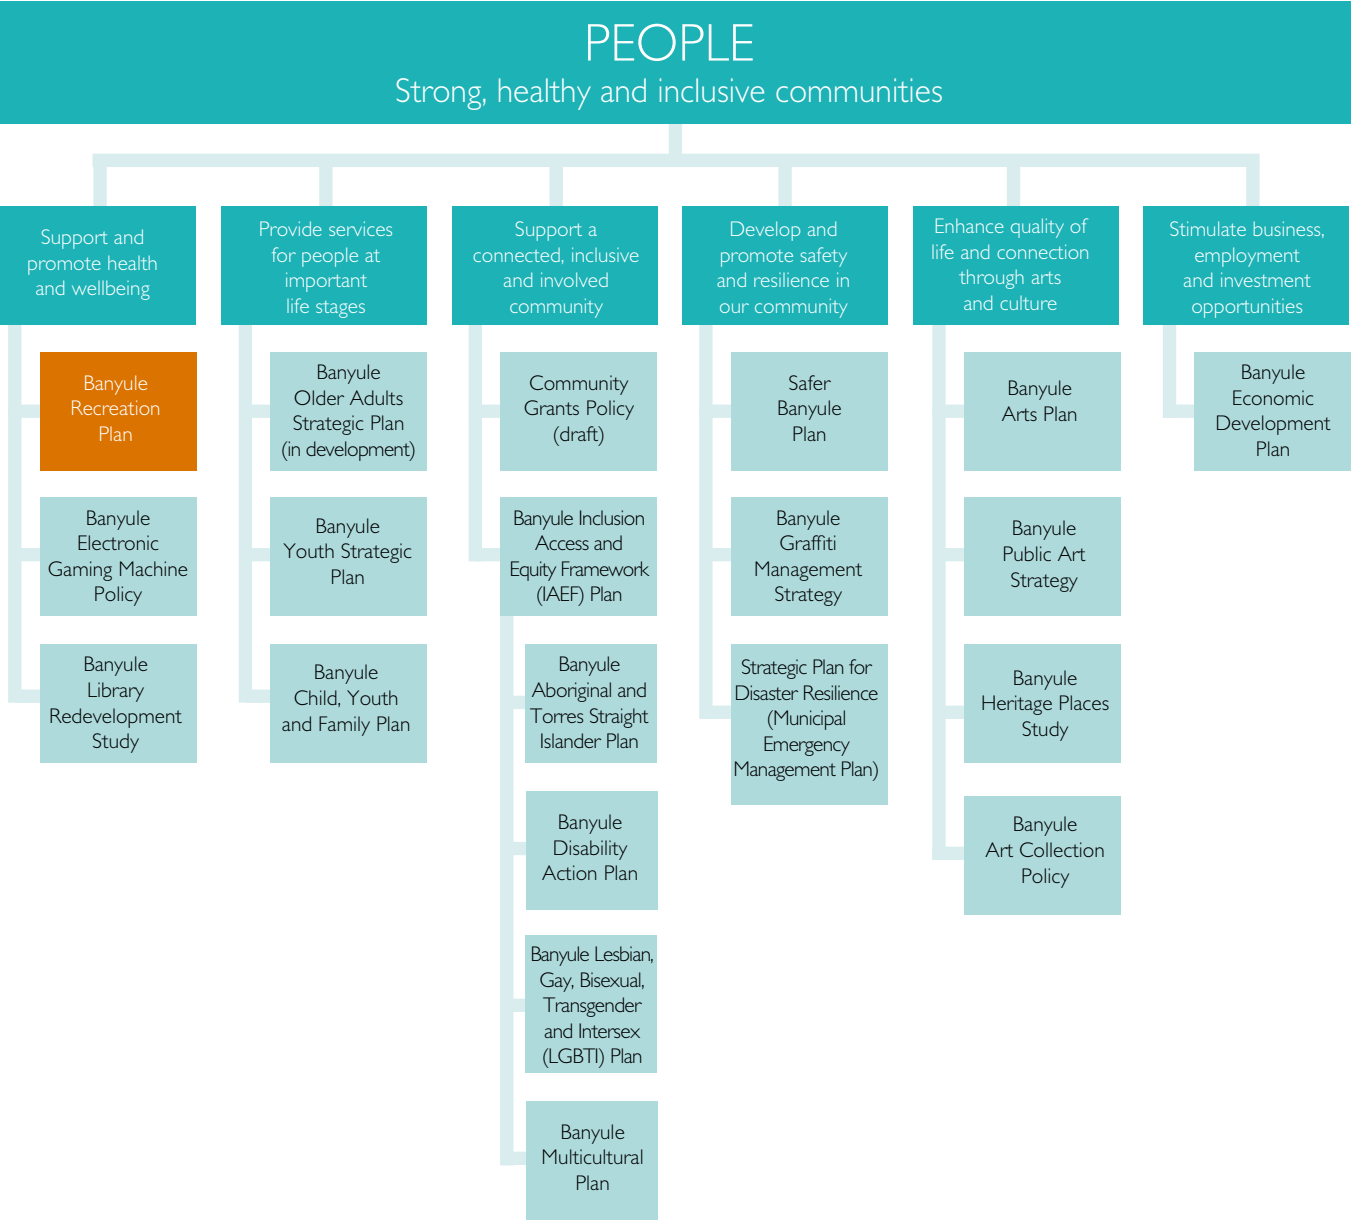 PEOPLE
Strong, healthy and inclusive communities
Support and
promote health
and wellbeing
Banyule
Recreation
Plan
Banyule
Electronic
Gaming Machine
Policy
Banyule
Library
Redevelopment
Study
Provide services
for people at
important
life stages
Banyule
Older Adults
Strategic Plan
(in development)
Banyule
Youth Strategic
Plan
Banyule
Child, Youth
and Family Plan
Support a
connected, inclusive
and involved
community
Community
Grants Policy
(draft)
Banyule Inclusion
Access and
Equity Framework
(IAEF) Plan
Banyule
Aboriginal and
Torres Straight
Islander Plan
Banyule
Disability
Action Plan
Banyule Lesbian,
Gay, Bisexual,
Transgender
and Intersex
(LGBTI) Plan
Banyule
Multicultural
Plan
Develop and
promote safety
and resilience in
our community
Safer
Banyule
Plan
Banyule
Graffiti
Management
Strategy
Strategic Plan for
Disaster Resilience
(Municipal
Emergency
Management Plan)
Enhance quality of
life and connection
through arts
and culture
Banyule
Arts Plan
Banyule
Public Art
Strategy
Banyule
Heritage Places
Study
Banyule
Art Collection
Policy
Stimulate business,
employment
and investment
opportunities
Banyule
Economic
Development
Plan